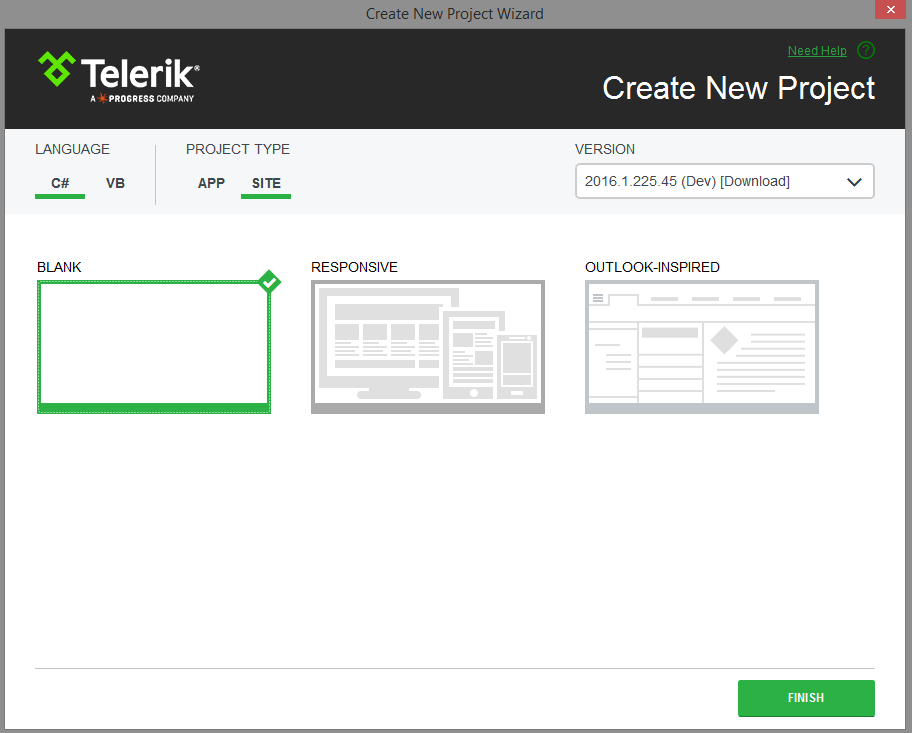 Create New Project Wizard
Need Help ?
Telerik®
A PROGRESS COMPANY
Create New Project
LANGUAGE
PROJECT TYPE
VERSION
C# VB
APP SITE
2016.1.225.45 (Dev) [Download]
BLANK
RESPONSIVE
OUTLOOK-INSPIRED
FINISH